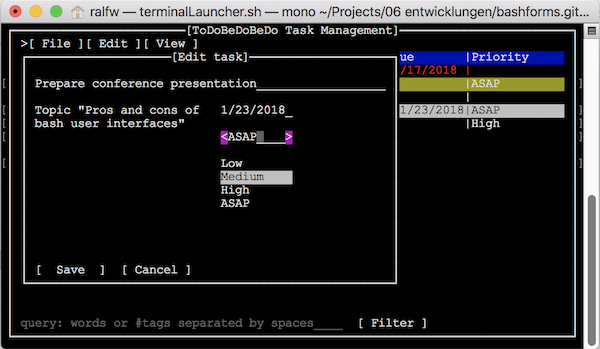 ralfw — terminalLauncher.sh — mono ~/Projects/06 entwicklungen/bashforms.git...
[ToDoBeDoBeDo Task Management]
>[ File ][ Edit ][ View ]
[Edit task]
ue |Priority
/17/2018 |
Prepare conference presentation
|ASAP
|
Topic "Pros and cons of 1/23/2018_
1/23/2018|ASAP
bash user interfaces"
|High
<ASAP >
Low
Medium
High
ASAP
[ Save ] [ Cancel ]
query: words or #tags separated by spaces____ [ Filter ]